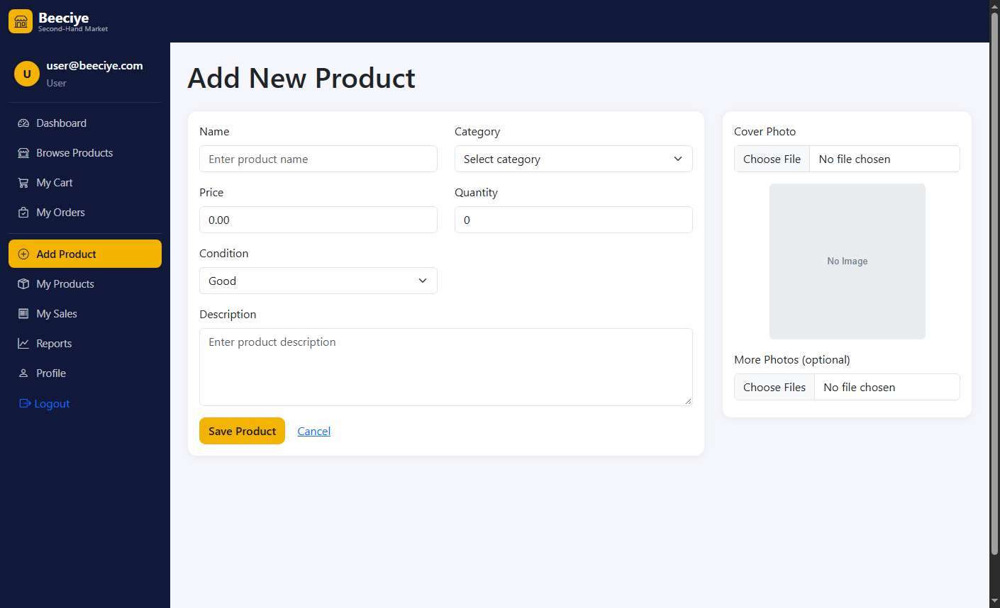 Beeciye
Second-Hand Market
U
user@beeciye.com
User
Dashboard
Browse Products
My Cart
My Orders
Add Product
My Products
My Sales
Reports
Profile
Logout
Add New Product
Name
Category
Enter product name
Select category
Price
Quantity
0.00
0
Condition
Good
Description
Enter product description
Save Product
Cancel
Cover Photo
Choose File
No file chosen
No Image
More Photos (optional)
Choose Files
No file chosen